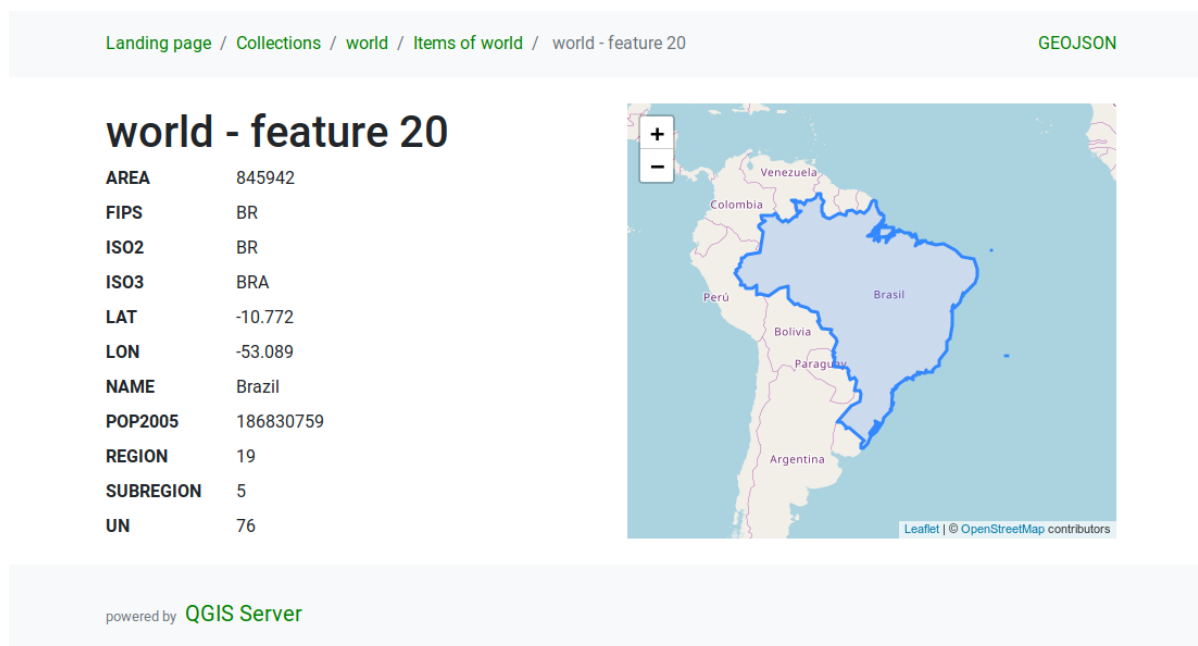 Landing page / Collections / world / Items of world / world - feature 20 GEOJSON
world - feature 20
AREA 845942
FIPS BR
ISO2 BR
ISO3 BRA
LAT -10.772
LON -53.089
NAME Brazil
POP2005 186830759
REGION 19
SUBREGION 5
UN 76
+
−
Venezuela
Colombia
Perú
Brasil
Bolivia
Paraguay
Argentina
Leaflet | © OpenStreetMap contributors
powered by QGIS Server